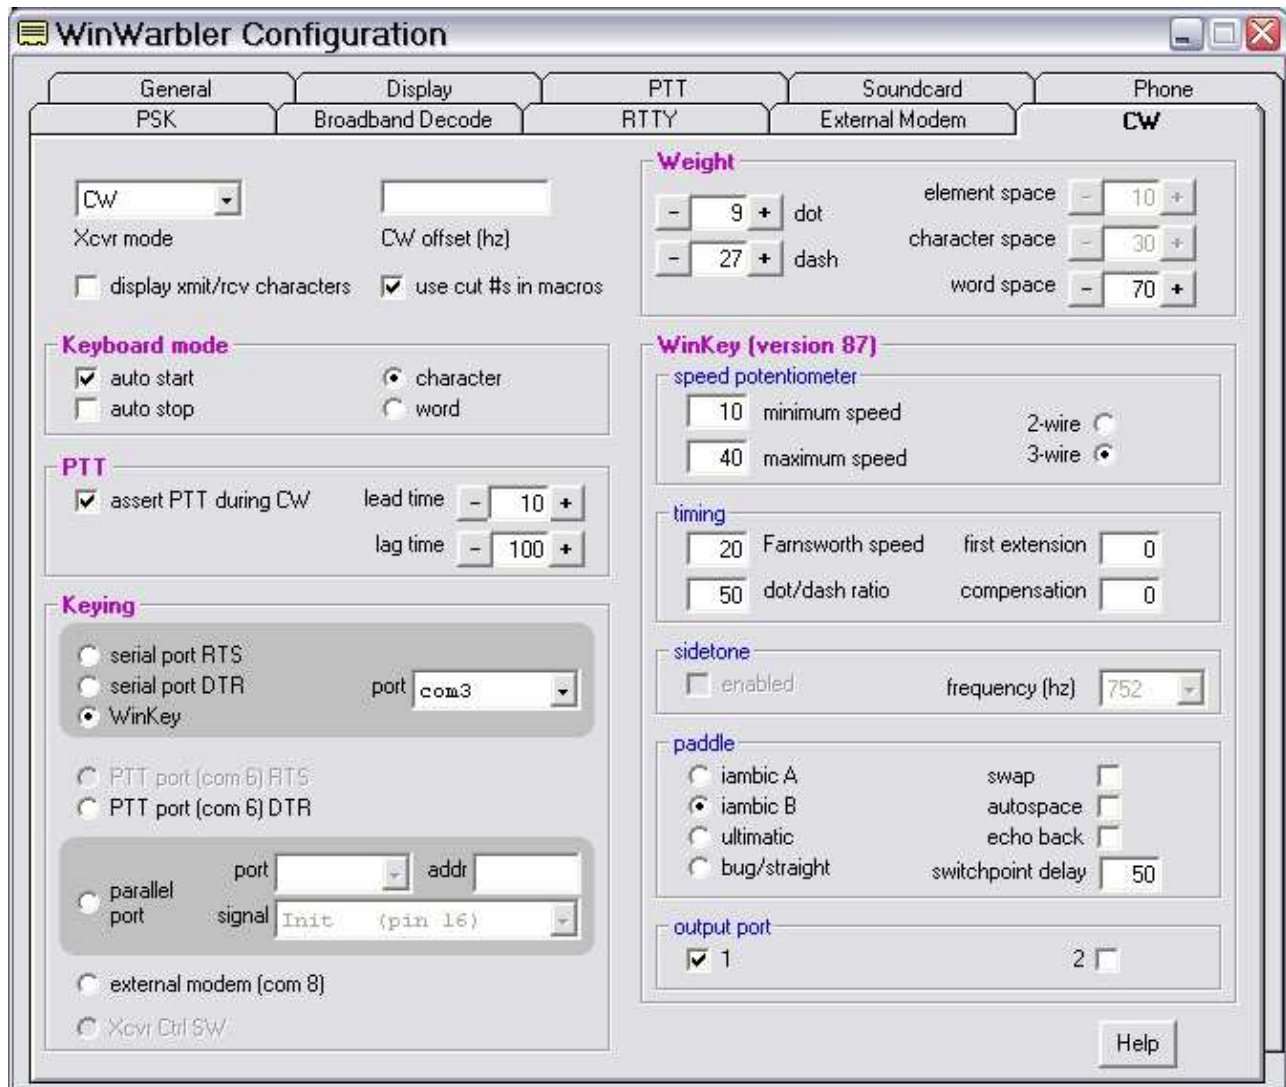 WinWarbler Configuration
General Display PTT Soundcard Phone
PSK Broadband Decode RTTY External Modem CW
CW
Xcvr mode CW offset (hz)
display xmit/rcv characters use cut #s in macros
Keyboard mode
auto start character
auto stop word
PTT
assert PTT during CW lead time - 10 +
lag time - 100 +
Keying
serial port RTS
serial port DTR port com3
WinKey
PTT port (com 6) RTS
PTT port (com 6) DTR
port addr
parallel port
signal Init (pin 16)
external modem (com 8)
Xcvr Ctrl SW
Weight
- 9 + dot element space - 10 +
- 27 + dash character space - 30 +
word space - 70 +
WinKey (version 87)
speed potentiometer
10 minimum speed 2-wire
40 maximum speed 3-wire
timing
20 Farnsworth speed first extension 0
50 dot/dash ratio compensation 0
sidetone
enabled frequency (hz) 752
paddle
iambic A swap
iambic B autospace
ultimatic echo back
bug/straight switchpoint delay 50
output port
1 2
Help